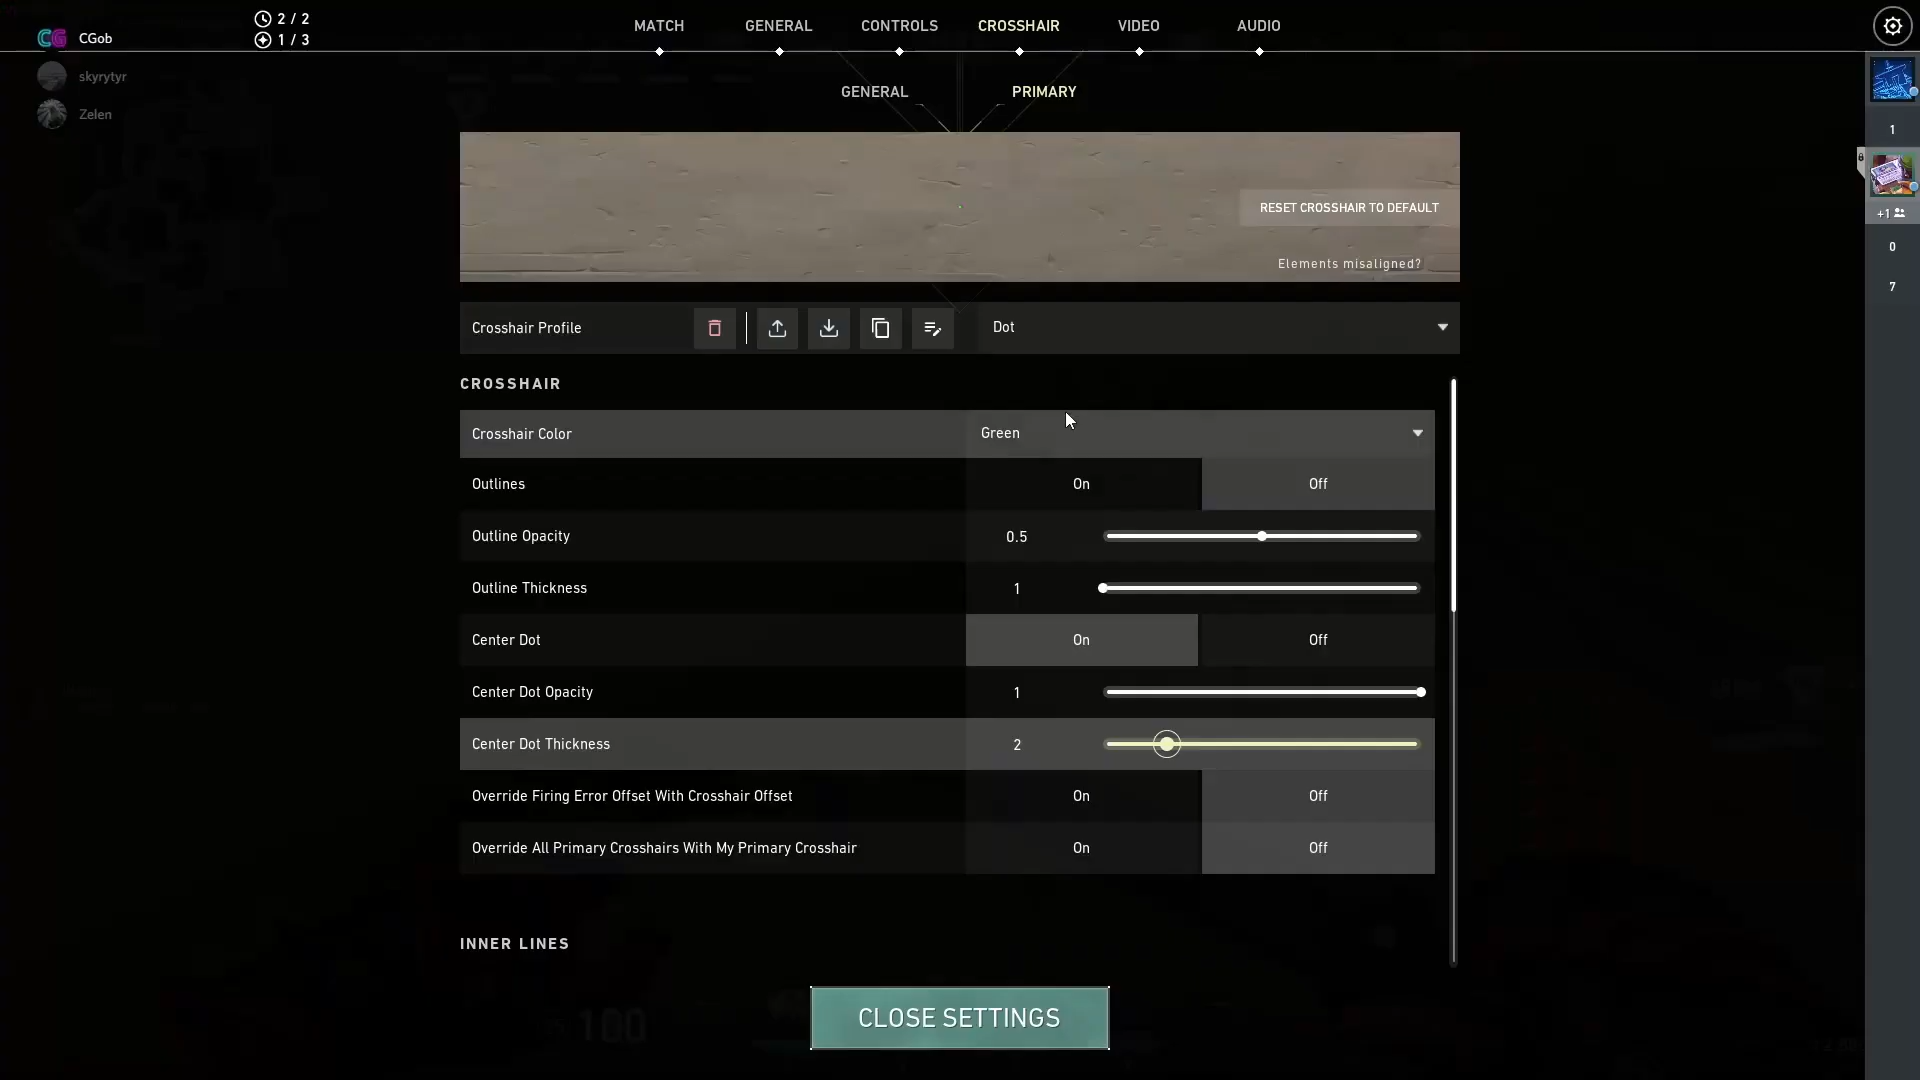 CG CGob
2 / 2
1 / 3
MATCH
GENERAL
CONTROLS
CROSSHAIR
VIDEO
AUDIO
skyrytyr
Zelen
GENERAL
PRIMARY
RESET CROSSHAIR TO DEFAULT
Elements misaligned?
1
+1
0
7
Crosshair Profile
Dot
CROSSHAIR
Crosshair Color Green
Outlines On Off
Outline Opacity 0.5
Outline Thickness 1
Center Dot On Off
Center Dot Opacity 1
Center Dot Thickness 2
Override Firing Error Offset With Crosshair Offset On Off
Override All Primary Crosshairs With My Primary Crosshair On Off
INNER LINES
100
CLOSE SETTINGS